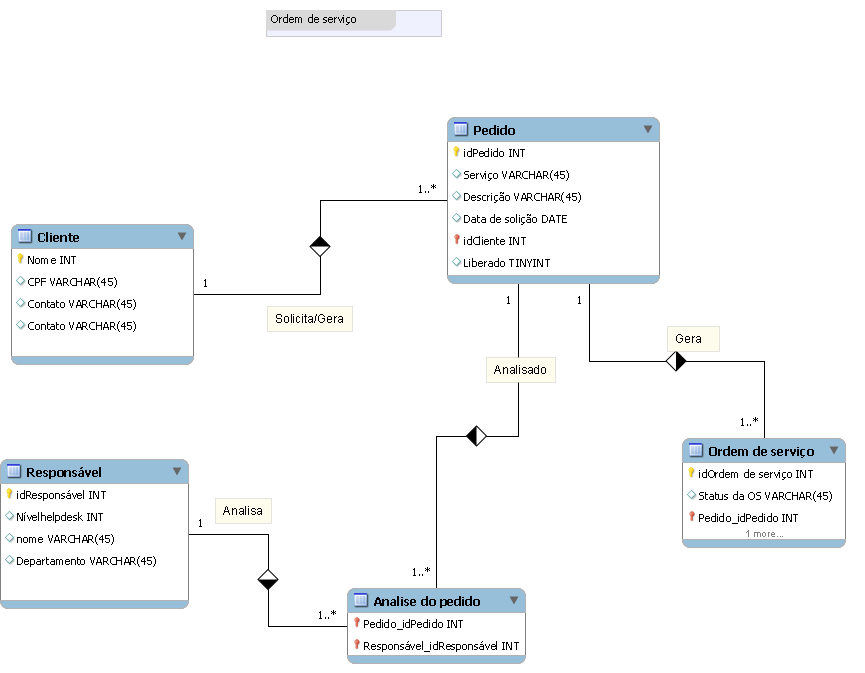 Ordem de serviço
Pedido
idPedido INT
Serviço VARCHAR(45)
Descrição VARCHAR(45)
Data de solição DATE
idCliente INT
Liberado TINYINT
1..*
Cliente
Nome INT
CPF VARCHAR(45)
Contato VARCHAR(45)
Contato VARCHAR(45)
1
Solicita/Gera
1
1
Gera
Analisado
1..*
Ordem de serviço
idOrdem de serviço INT
Status da OS VARCHAR(45)
Pedido_idPedido INT
1 more...
Responsável
idResponsável INT
Nívelhelpdesk INT
nome VARCHAR(45)
Departamento VARCHAR(45)
Analisa
1
1..*
1..*
Analise do pedido
Pedido_idPedido INT
Responsável_idResponsável INT